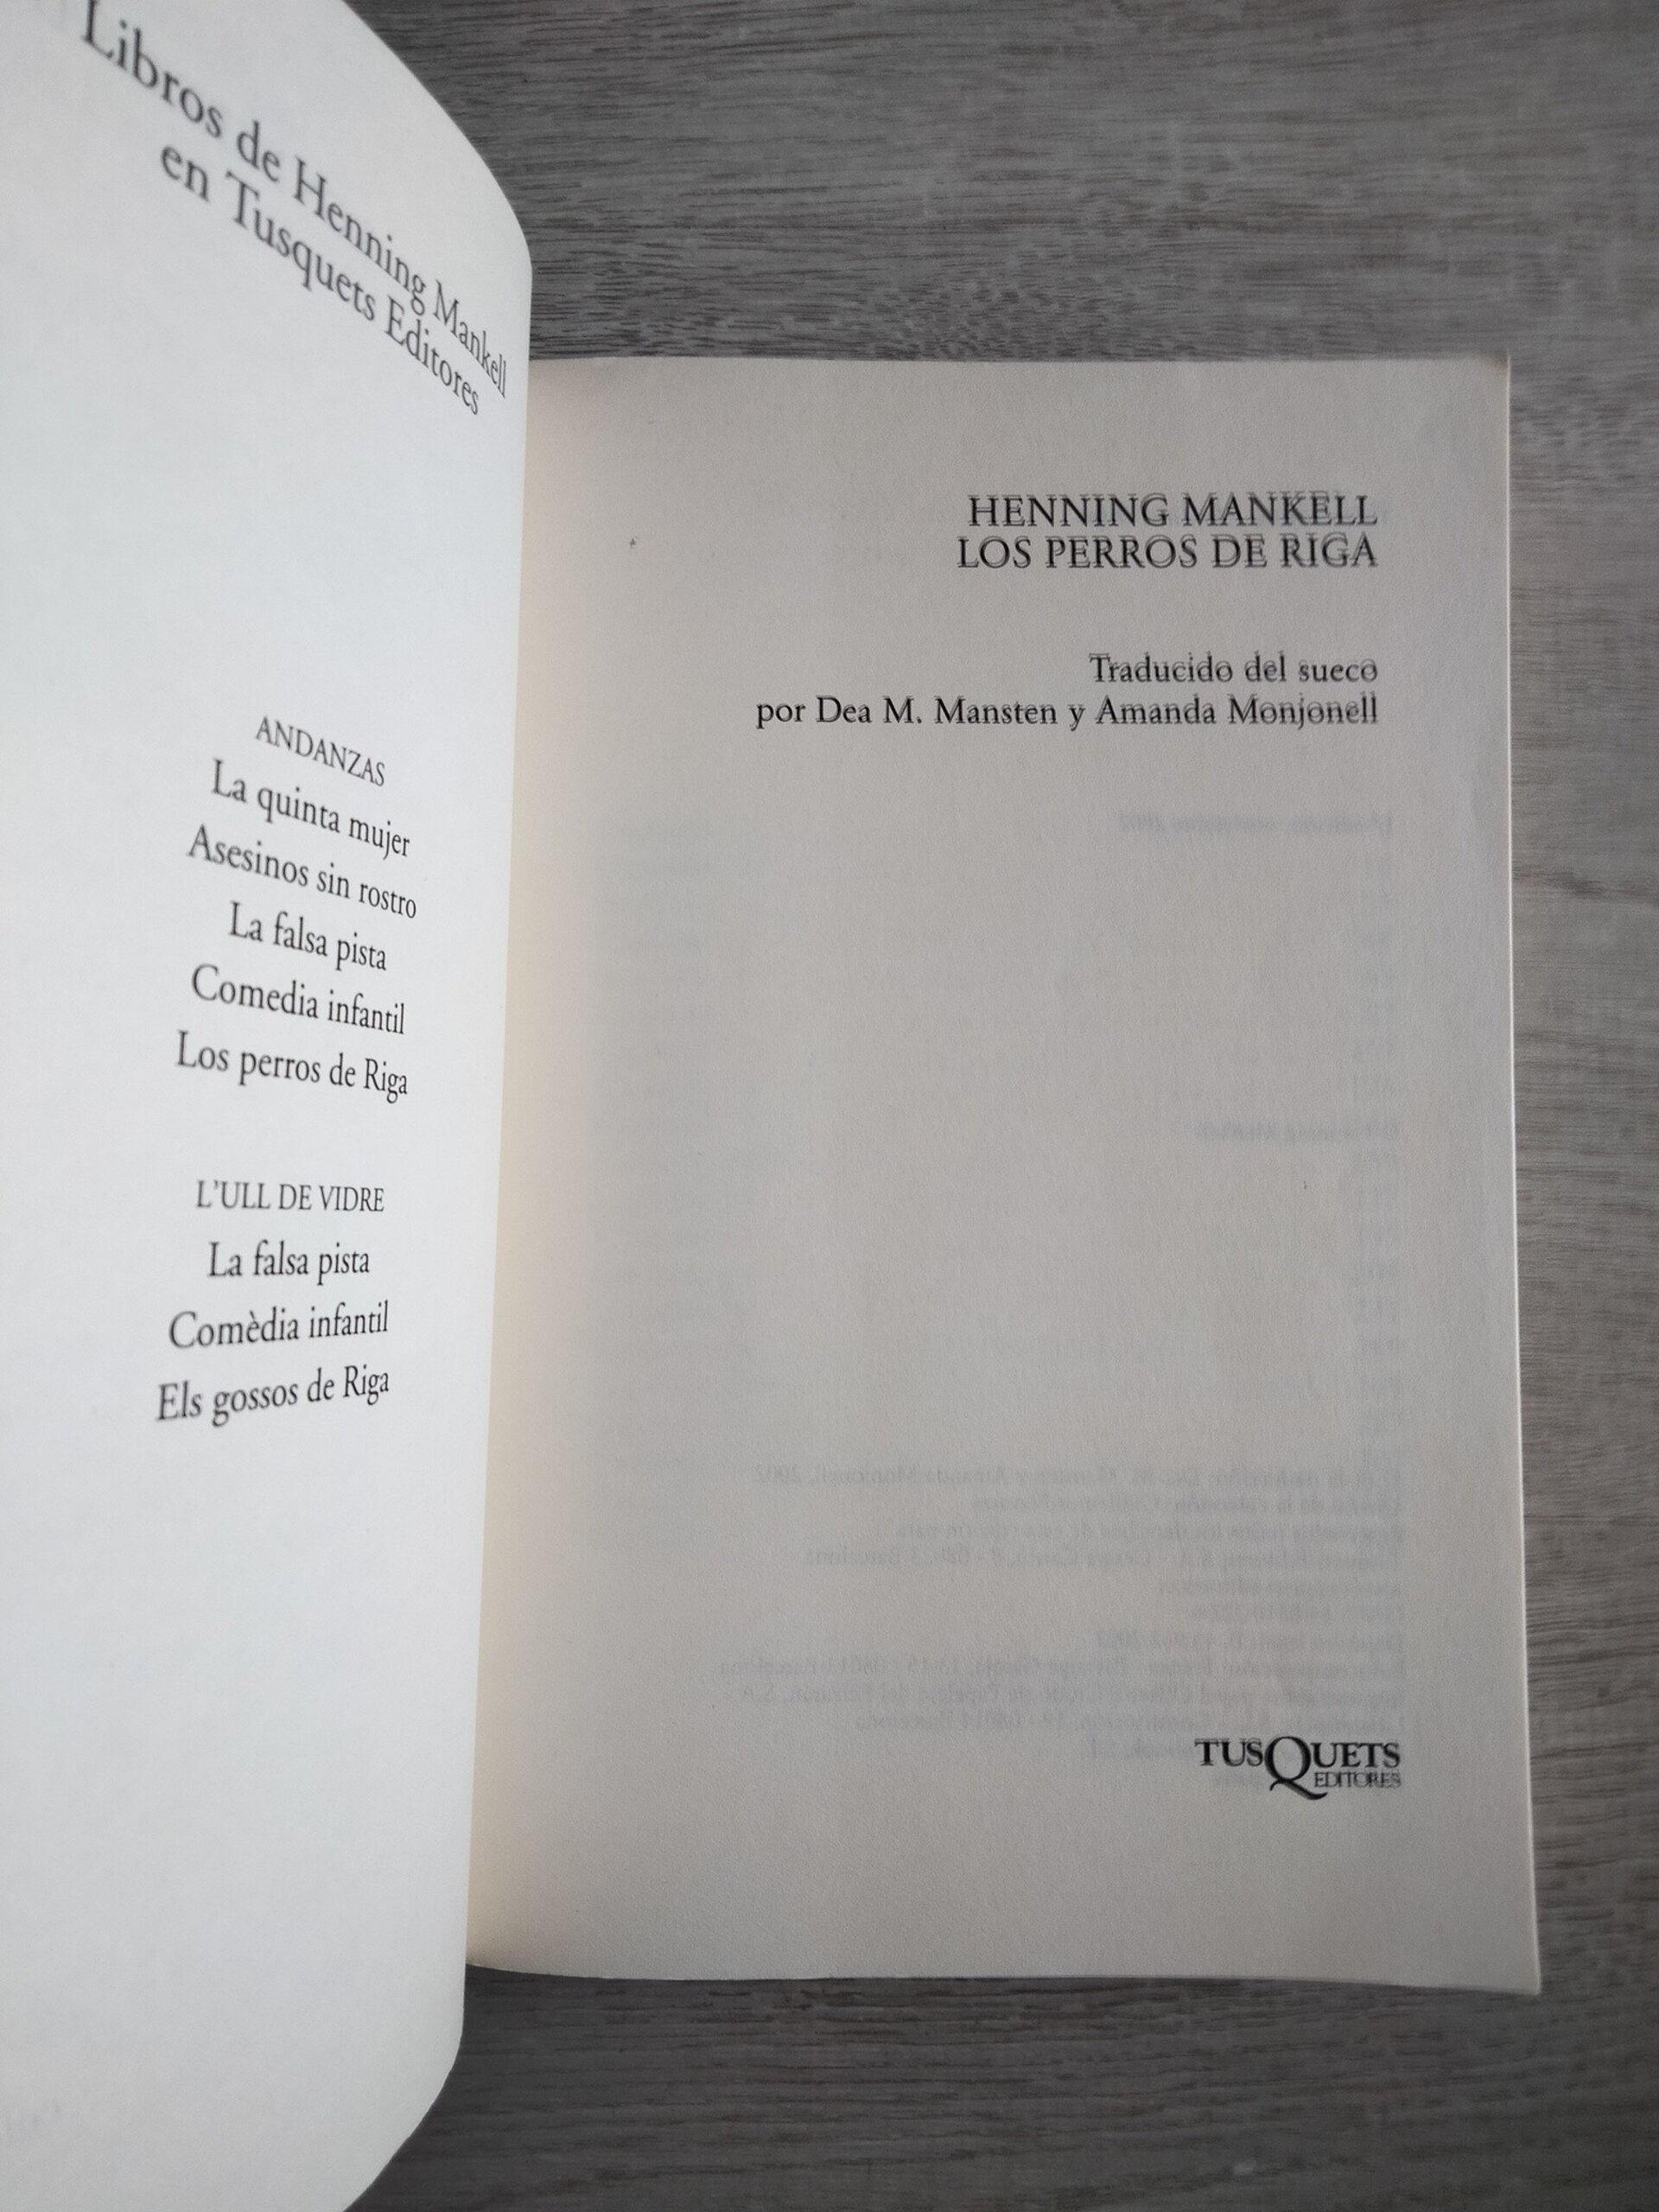 Libros de Henning Mankell
en Tusquets Editores
ANDANZAS
La quinta mujer
Asesinos sin rostro
La falsa pista
Comedia infantil
Los perros de Riga
L'ULL DE VIDRE
La falsa pista
Comèdia infantil
Els gossos de Riga
HENNING MANKELL
LOS PERROS DE RIGA
Traducido del sueco
por Dea M. Mansten y Amanda Monjonell
TUSQUETS
EDITORES